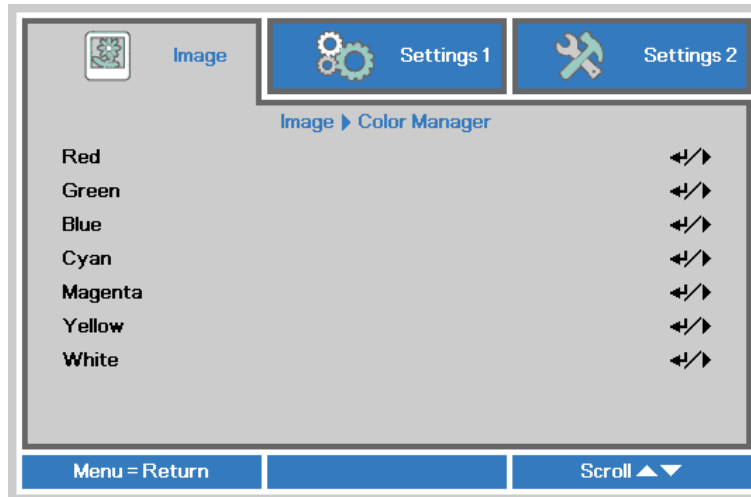 Image Settings 1 Settings 2
Image ▶ Color Manager
Red ↵/▶
Green ↵/▶
Blue ↵/▶
Cyan ↵/▶
Magenta ↵/▶
Yellow ↵/▶
White ↵/▶
Menu = Return Scroll ▲▼